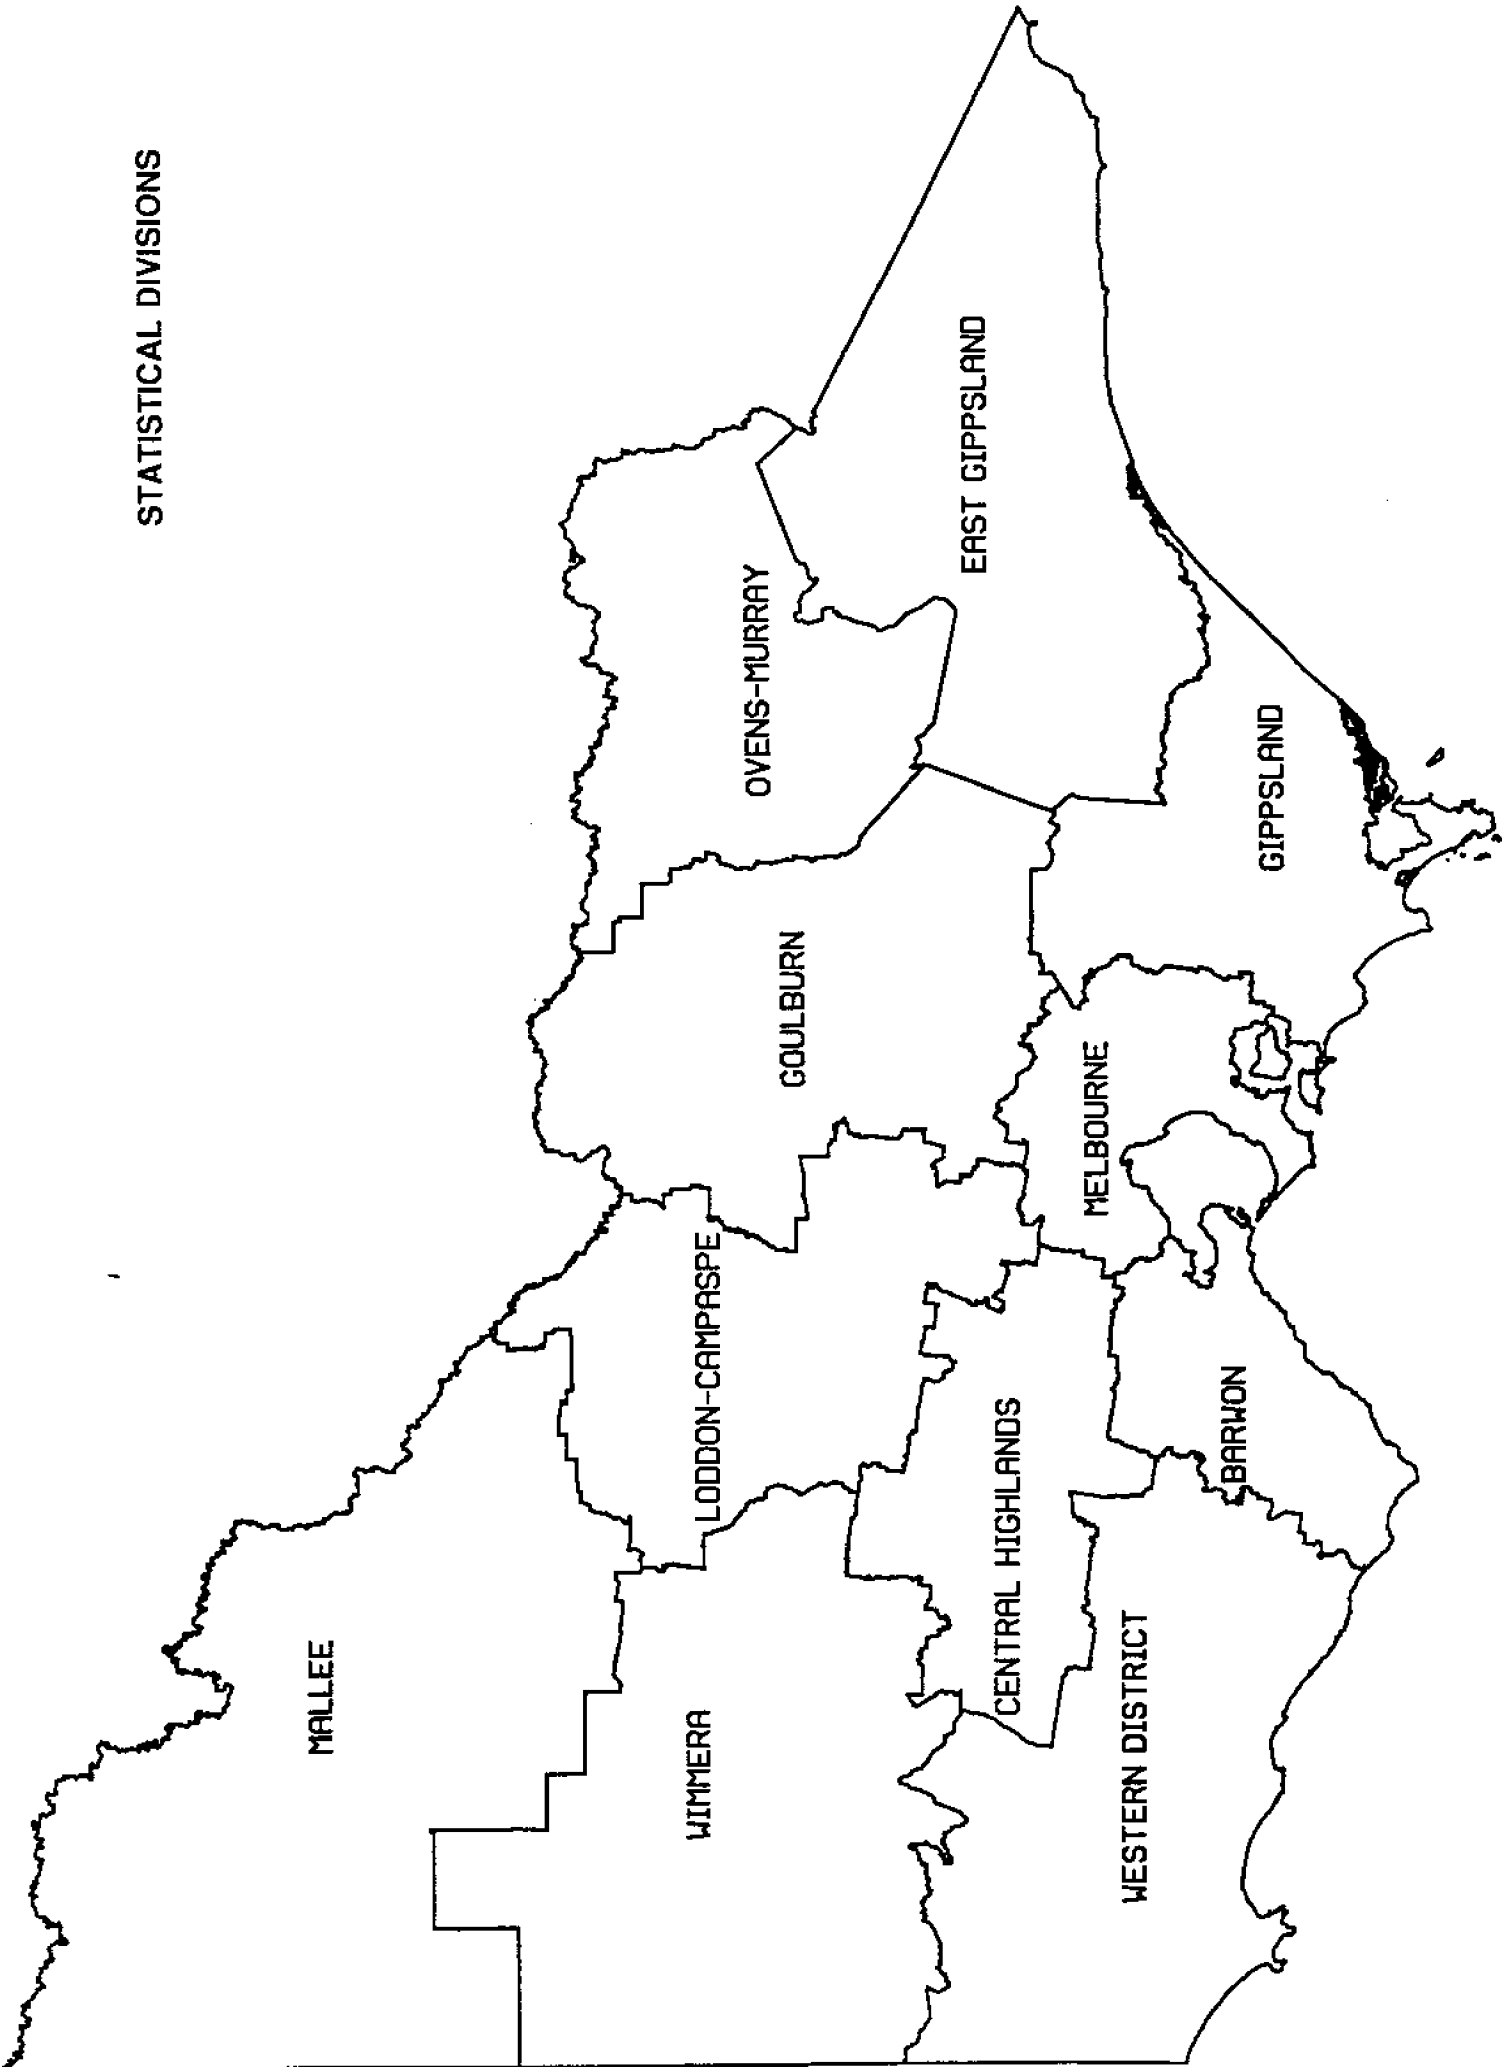 STATISTICAL DIVISIONS
MALLEE
WIMMERA
LODDON-CAMPASPE
GOULBURN
OVENS-MURRAY
EAST GIPPSLAND
CENTRAL HIGHLANDS
MELBOURNE
WESTERN DISTRICT
BARWON
GIPPSLAND